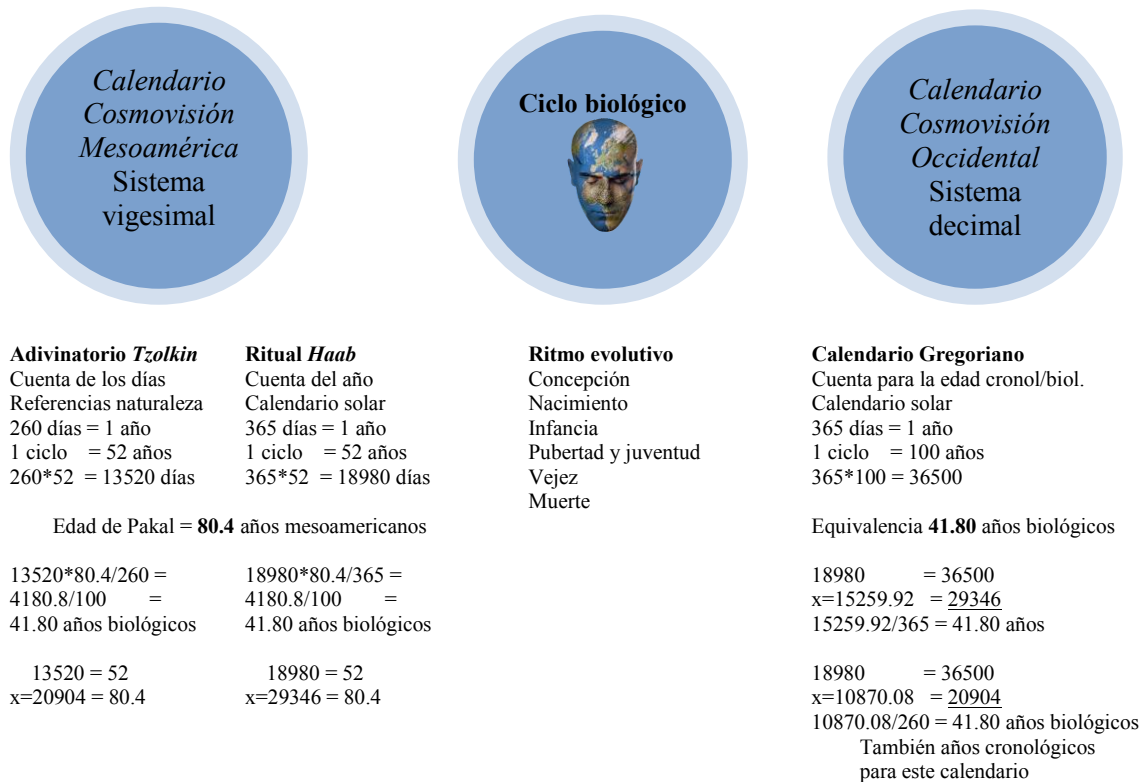 Calendario
Cosmovisión
Mesoamérica
Sistema
vigesimal
Ciclo biológico
Calendario
Cosmovisión
Occidental
Sistema
decimal
Adivinatorio Tzolkin
Cuenta de los días
Referencias naturaleza
260 días = 1 año
1 ciclo = 52 años
260*52 = 13520 días
Ritual Haab
Cuenta del año
Calendario solar
365 días = 1 año
1 ciclo = 52 años
365*52 = 18980 días
Edad de Pakal = 80.4 años mesoamericanos
13520*80.4/260 =
4180.8/100 =
41.80 años biológicos
13520 = 52
x=20904 = 80.4
18980*80.4/365 =
4180.8/100 =
41.80 años biológicos
18980 = 52
x=29346 = 80.4
Ritmo evolutivo
Concepción
Nacimiento
Infancia
Pubertad y juventud
Vejez
Muerte
Calendario Gregoriano
Cuenta para la edad cronol/biol.
Calendario solar
365 días = 1 año
1 ciclo = 100 años
365*100 = 36500
Equivalencia 41.80 años biológicos
18980 = 36500
x=15259.92 = 29346
15259.92/365 = 41.80 años
18980 = 36500
x=10870.08 = 20904
10870.08/260 = 41.80 años biológicos
También años cronológicos
para este calendario